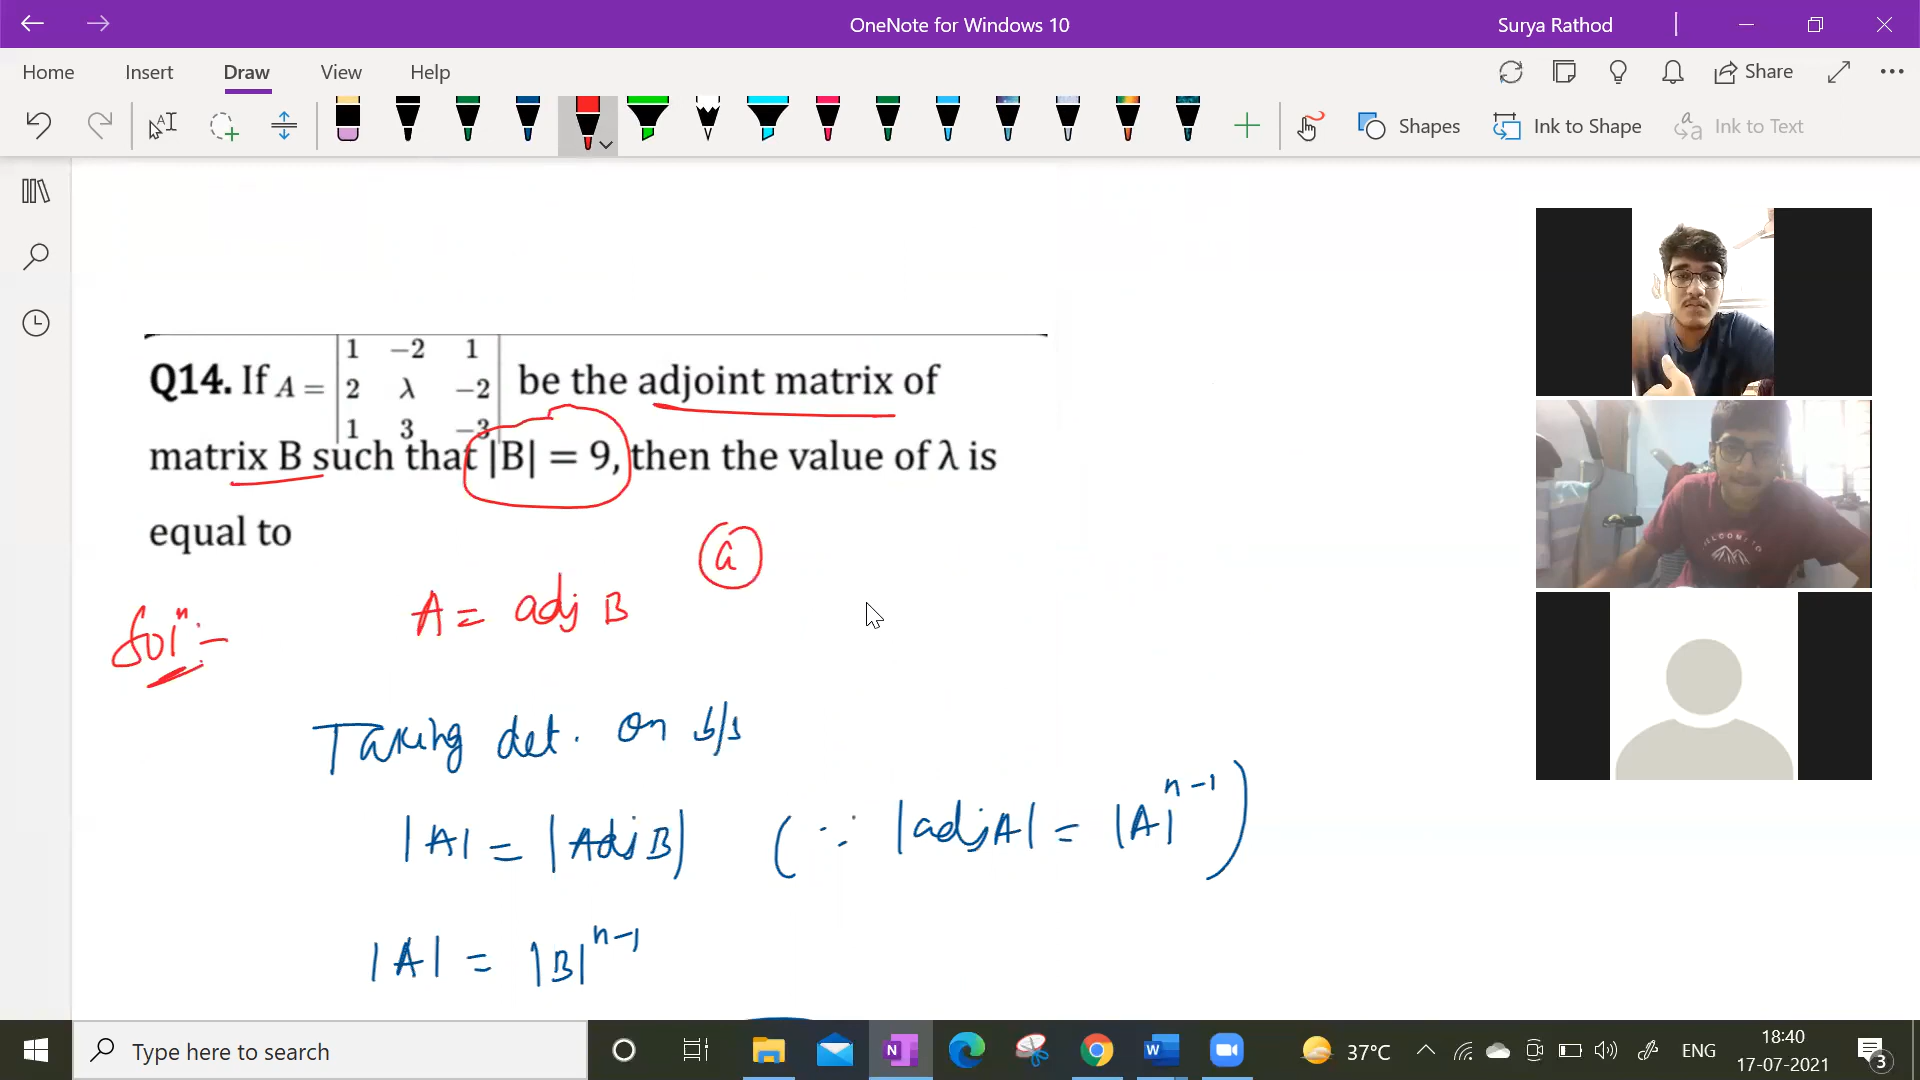 OneNote for Windows 10
Surya Rathod
Home Insert Draw View Help
Share
Shapes Ink to Shape Ink to Text
Q14. If A = | 1 −2 1 | be the adjoint matrix of
| 2 λ −2 |
| 1 3 −3 |
matrix B such that |B| = 9, then the value of λ is
equal to
a
Solⁿ :-
A = adj B
Taking det. on b/s
|A| = |Adj B| ( ∵ |adj A| = |A|ⁿ⁻¹ )
|A| = |B|ⁿ⁻¹
WELCOME TO
Type here to search
37°C
ENG
18:40
17-07-2021
3